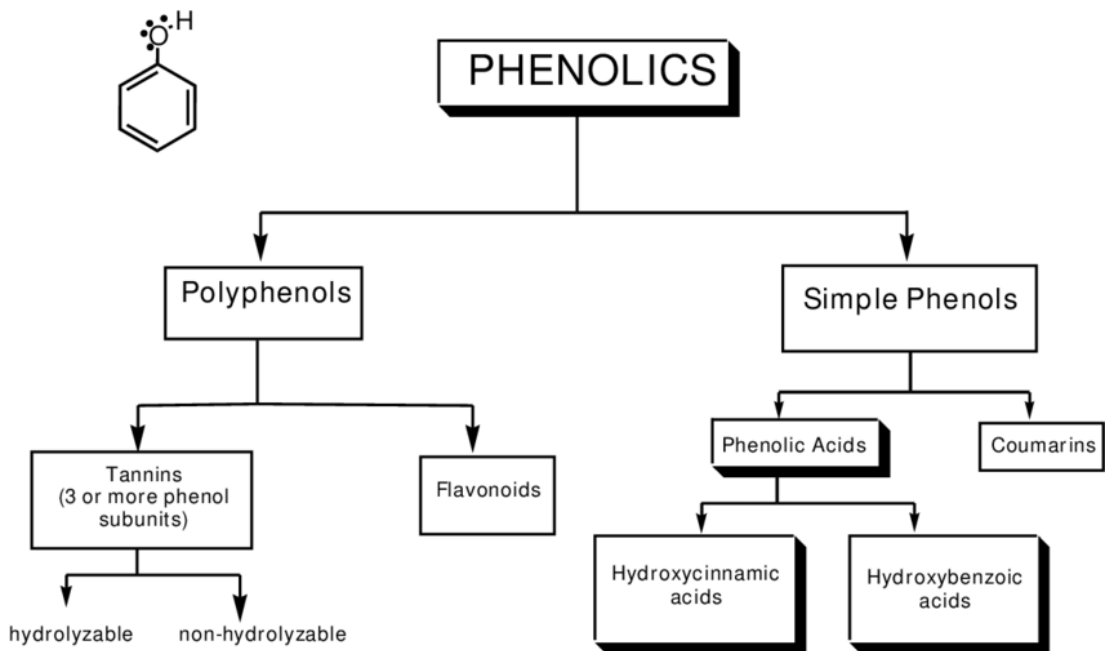 H
O
PHENOLICS
Polyphenols
Simple Phenols
Phenolic Acids
Coumarins
Tannins
(3 or more phenol
subunits)
Flavonoids
Hydroxycinnamic
acids
Hydroxybenzoic
acids
hydrolyzable
non-hydrolyzable